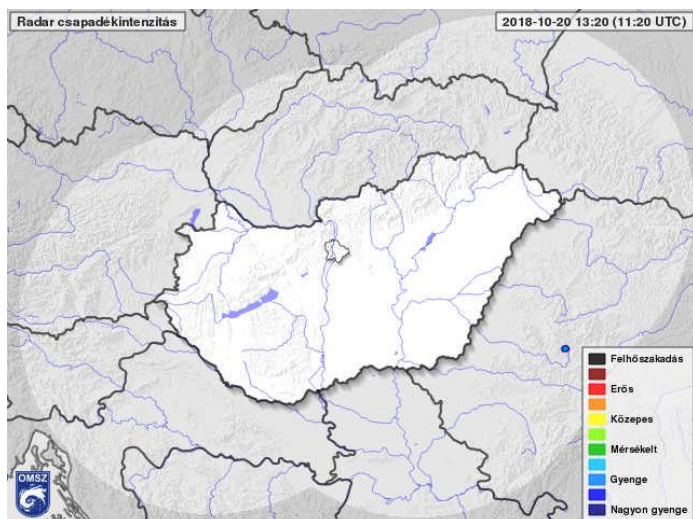 Radar csapadékintenzitás
2018-10-20 13:20 (11:20 UTC)
Felhőszakadás
Erős
Közepes
Mérsékelt
Gyenge
Nagyon gyenge
OMSZ